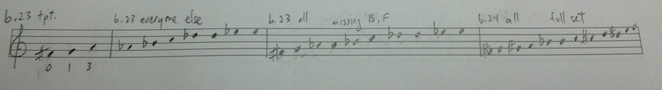 6.23 tpt. 6.23 everyone else 6.23 all missing B, F 6.24 all full set
0 1 3